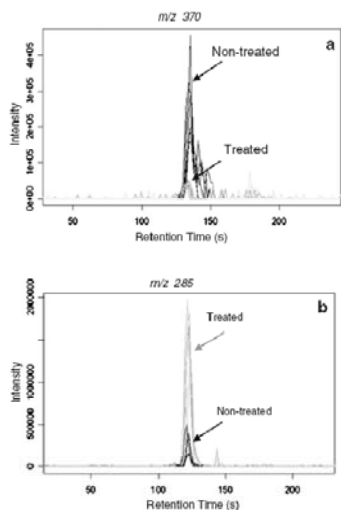 m/z 370
a
Non-treated
Treated
Intensity
0e+00 1e+05 2e+05 3e+05 4e+05
50 100 150 200
Retention Time (s)
m/z 285
b
Treated
Non-treated
Intensity
0 500000 1000000 2000000
50 100 150 200
Retention Time (s)